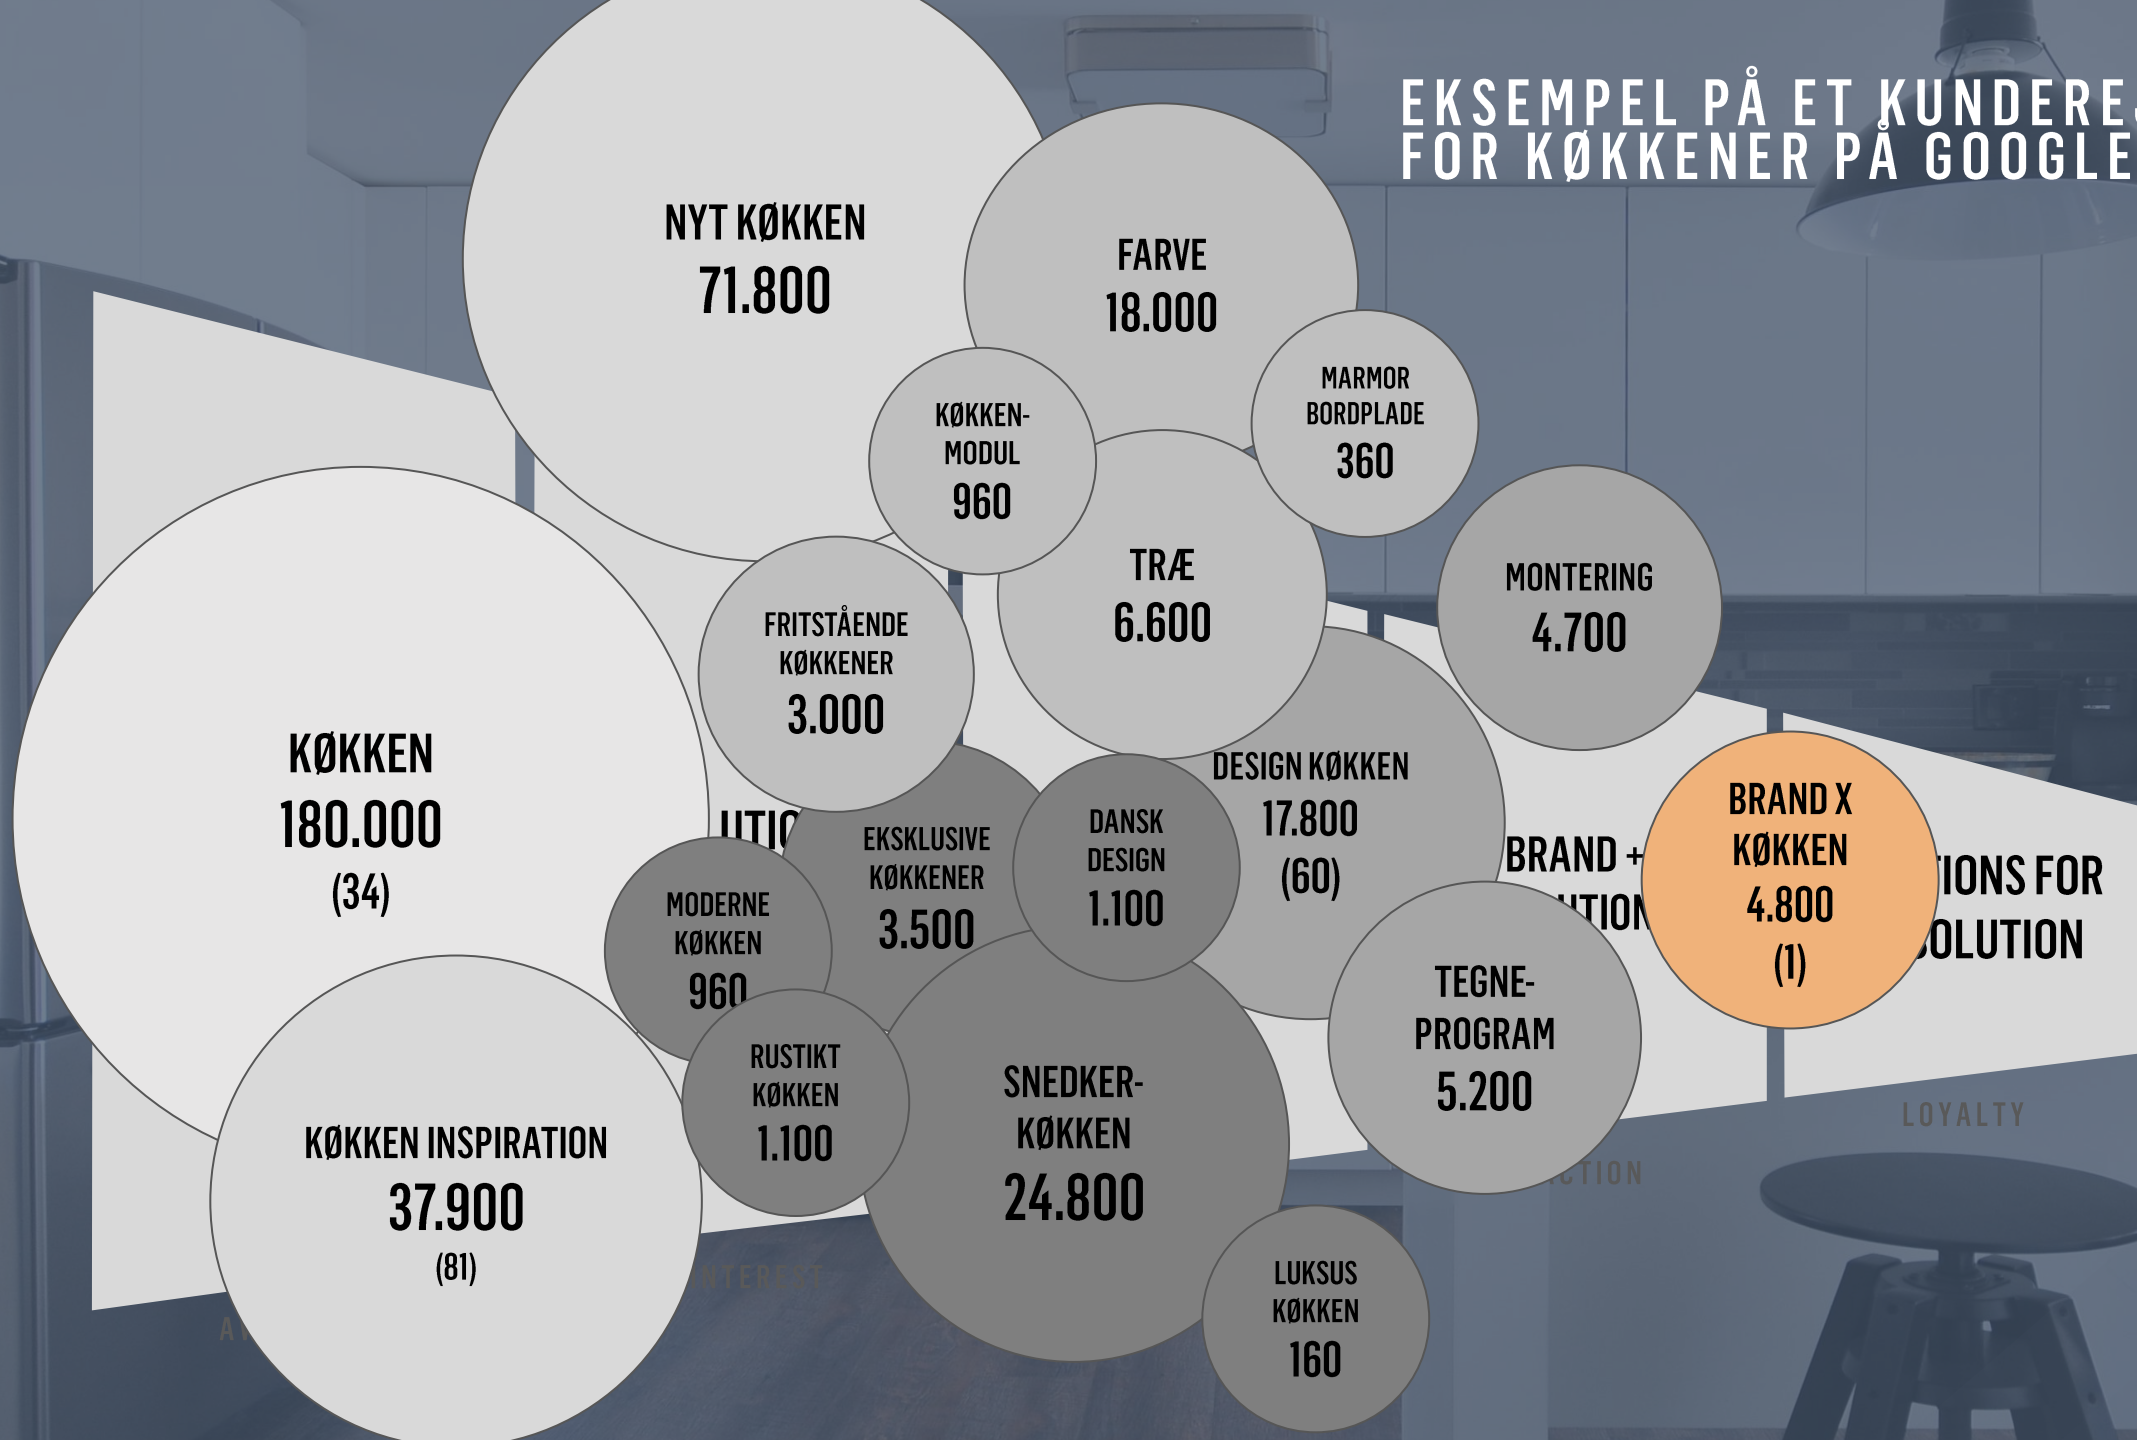 EKSEMPEL PÅ ET
FOR KØKKENER PÅ GOOGLE
NYT KØKKEN
71.800
FARVE
18.000
MARMOR
BORDPLADE
360
KØKKEN-
MODUL
960
TRÆ
6.600
MONTERING
4.700
FRITSTÅENDE
KØKKENER
3.000
KØKKEN
180.000
(34)
DESIGN KØKKEN
17.800
(60)
DANSK
DESIGN
1.100
EKSKLUSIVE
KØKKENER
3.500
MODERNE
KØKKEN
960
BRAND +
BRAND X
KØKKEN
4.800
(1)
FOR
TEGNE-
PROGRAM
5.200
RUSTIKT
KØKKEN
1.100
SNEDKER-
KØKKEN
24.800
KØKKEN INSPIRATION
37.900
(81)
LUKSUS
KØKKEN
160
LOYALTY